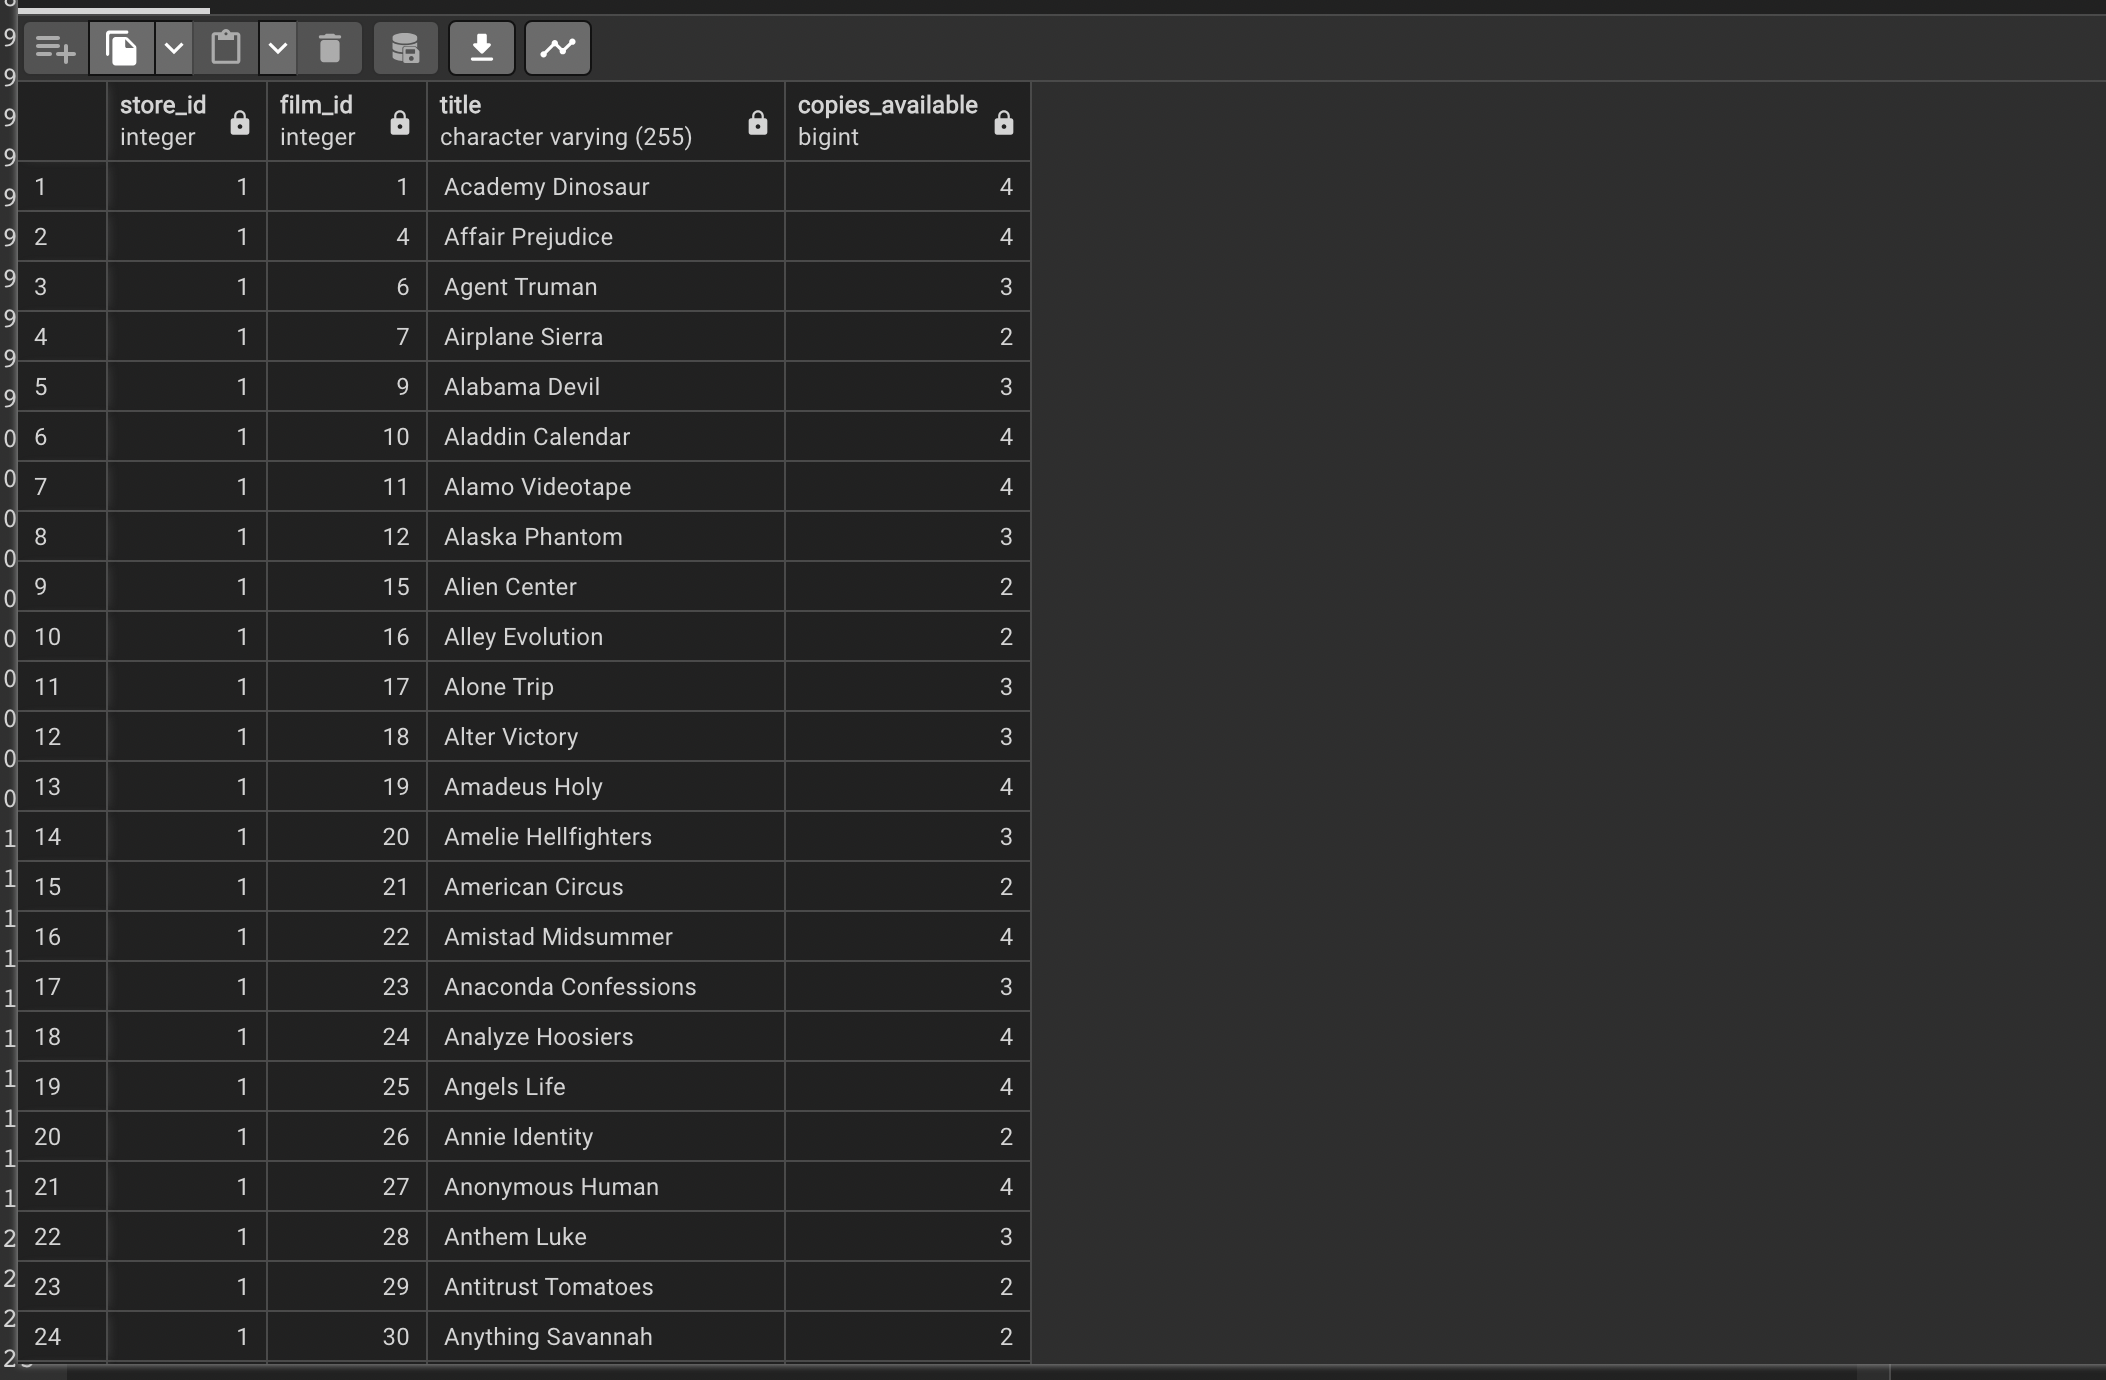 store_id film_id title copies_available
integer integer character varying (255) bigint
1 1 1 Academy Dinosaur 4
2 1 4 Affair Prejudice 4
3 1 6 Agent Truman 3
4 1 7 Airplane Sierra 2
5 1 9 Alabama Devil 3
6 1 10 Aladdin Calendar 4
7 1 11 Alamo Videotape 4
8 1 12 Alaska Phantom 3
9 1 15 Alien Center 2
10 1 16 Alley Evolution 2
11 1 17 Alone Trip 3
12 1 18 Alter Victory 3
13 1 19 Amadeus Holy 4
14 1 20 Amelie Hellfighters 3
15 1 21 American Circus 2
16 1 22 Amistad Midsummer 4
17 1 23 Anaconda Confessions 3
18 1 24 Analyze Hoosiers 4
19 1 25 Angels Life 4
20 1 26 Annie Identity 2
21 1 27 Anonymous Human 4
22 1 28 Anthem Luke 3
23 1 29 Antitrust Tomatoes 2
24 1 30 Anything Savannah 2